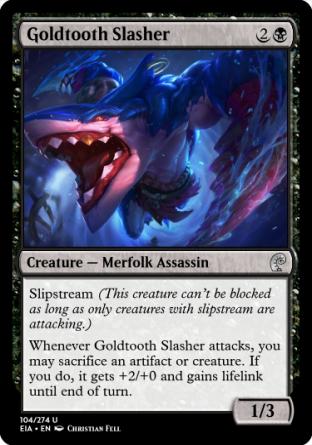 Goldtooth Slasher 2
Creature — Merfolk Assassin
Slipstream (This creature can't be blocked
as long as only creatures with slipstream are
attacking.)
Whenever Goldtooth Slasher attacks, you
may sacrifice an artifact or creature. If
you do, it gets +2/+0 and gains lifelink
until end of turn.
1/3
104/274 U
EIA • EN Christian Fell